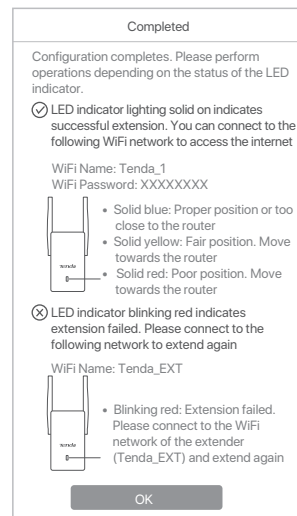 Completed
Configuration completes. Please perform
operations depending on the status of the LED
indicator.
LED indicator lighting solid on indicates
successful extension. You can connect to the
following WiFi network to access the internet
WiFi Name: Tenda_1
WiFi Password: XXXXXXXX
• Solid blue: Proper position or too
close to the router
• Solid yellow: Fair position. Move
towards the router
• Solid red: Poor position. Move
towards the router
Tenda
LED indicator blinking red indicates
extension failed. Please connect to the
following network to extend again
WiFi Name: Tenda_EXT
• Blinking red: Extension failed.
Please connect to the WiFi
network of the extender
(Tenda_EXT) and extend again
Tenda
OK